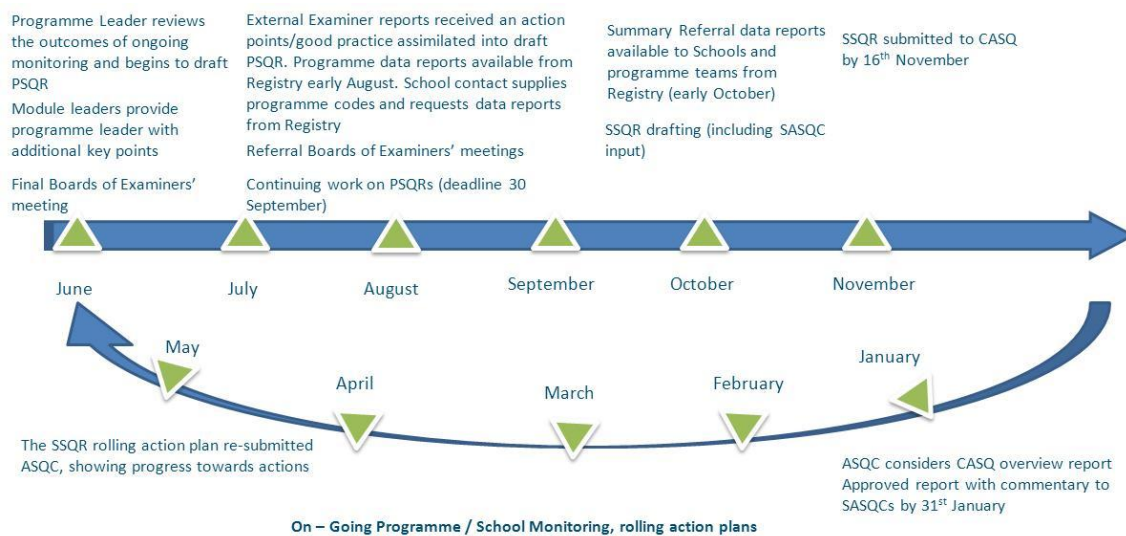 Programme Leader reviews
the outcomes of ongoing
monitoring and begins to draft
PSQR
Module leaders provide
programme leader with
additional key points
Final Boards of Examiners'
meeting
External Examiner reports received an action
points/good practice assimilated into draft
PSQR. Programme data reports available from
Registry early August. School contact supplies
programme codes and requests data reports
from Registry
Referral Boards of Examiners' meetings
Continuing work on PSQRs (deadline 30
September)
Summary Referral data reports
available to Schools and
programme teams from
Registry (early October)
SSQR drafting (including SASQC
input)
SSQR submitted to CASQ
by 16th November
June
July
August
September
October
November
May
April
March
February
January
The SSQR rolling action plan re-submitted
ASQC, showing progress towards actions
ASQC considers CASQ overview report
Approved report with commentary to
SASQCs by 31st January
On – Going Programme / School Monitoring, rolling action plans